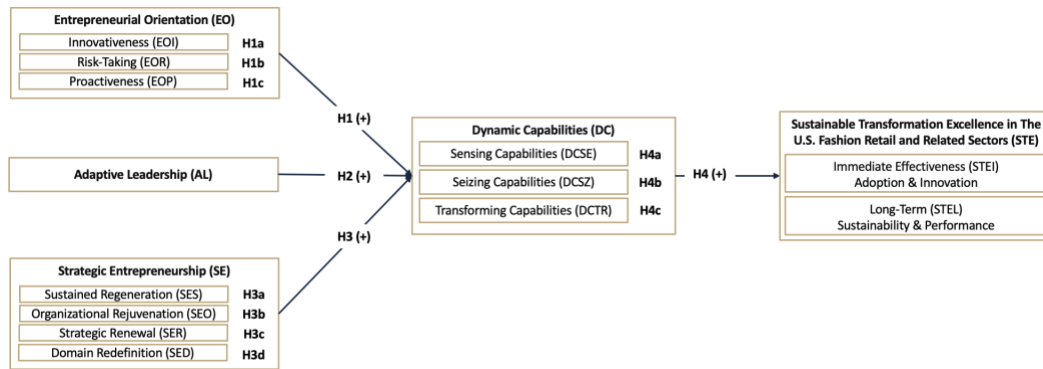 Entrepreneurial Orientation (EO)
Innovativeness (EOI) H1a
Risk-Taking (EOR) H1b
Proactiveness (EOP) H1c
H1 (+)
Adaptive Leadership (AL)
H2 (+)
H3 (+)
Strategic Entrepreneurship (SE)
Sustained Regeneration (SES) H3a
Organizational Rejuvenation (SEO) H3b
Strategic Renewal (SER) H3c
Domain Redefinition (SED) H3d
Dynamic Capabilities (DC)
Sensing Capabilities (DCSE) H4a
Seizing Capabilities (DCSZ) H4b
Transforming Capabilities (DCTR) H4c
H4 (+)
Sustainable Transformation Excellence in The
U.S. Fashion Retail and Related Sectors (STE)
Immediate Effectiveness (STEI)
Adoption & Innovation
Long-Term (STEL)
Sustainability & Performance